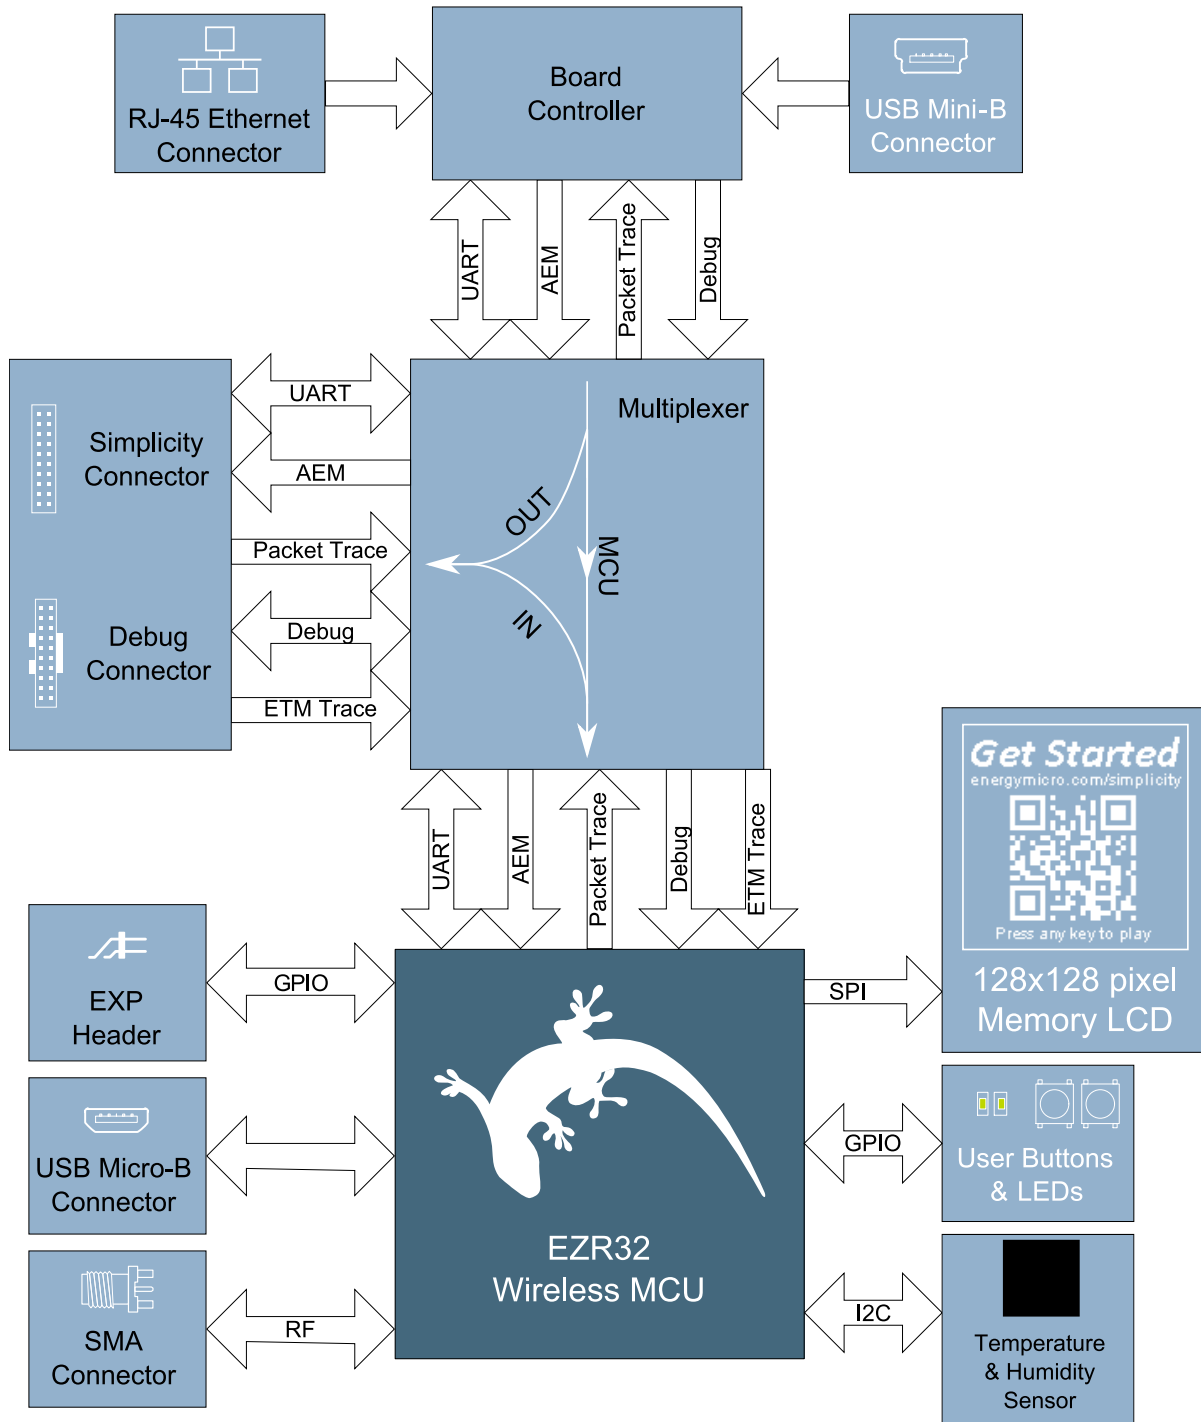 RJ-45 Ethernet
Connector
Board
Controller
USB Mini-B
Connector
UART
AEM
Packet Trace
Debug
Simplicity
Connector
Debug
Connector
UART
AEM
Packet Trace
Debug
ETM Trace
Multiplexer
OUT
MCU
IN
UART
AEM
Packet Trace
Debug
ETM Trace
Get Started
energymicro.com/simplicity
Press any key to play
128x128 pixel
Memory LCD
EXP
Header
GPIO
SPI
USB Micro-B
Connector
GPIO
User Buttons
& LEDs
EZR32
Wireless MCU
SMA
Connector
RF
I2C
Temperature
& Humidity
Sensor